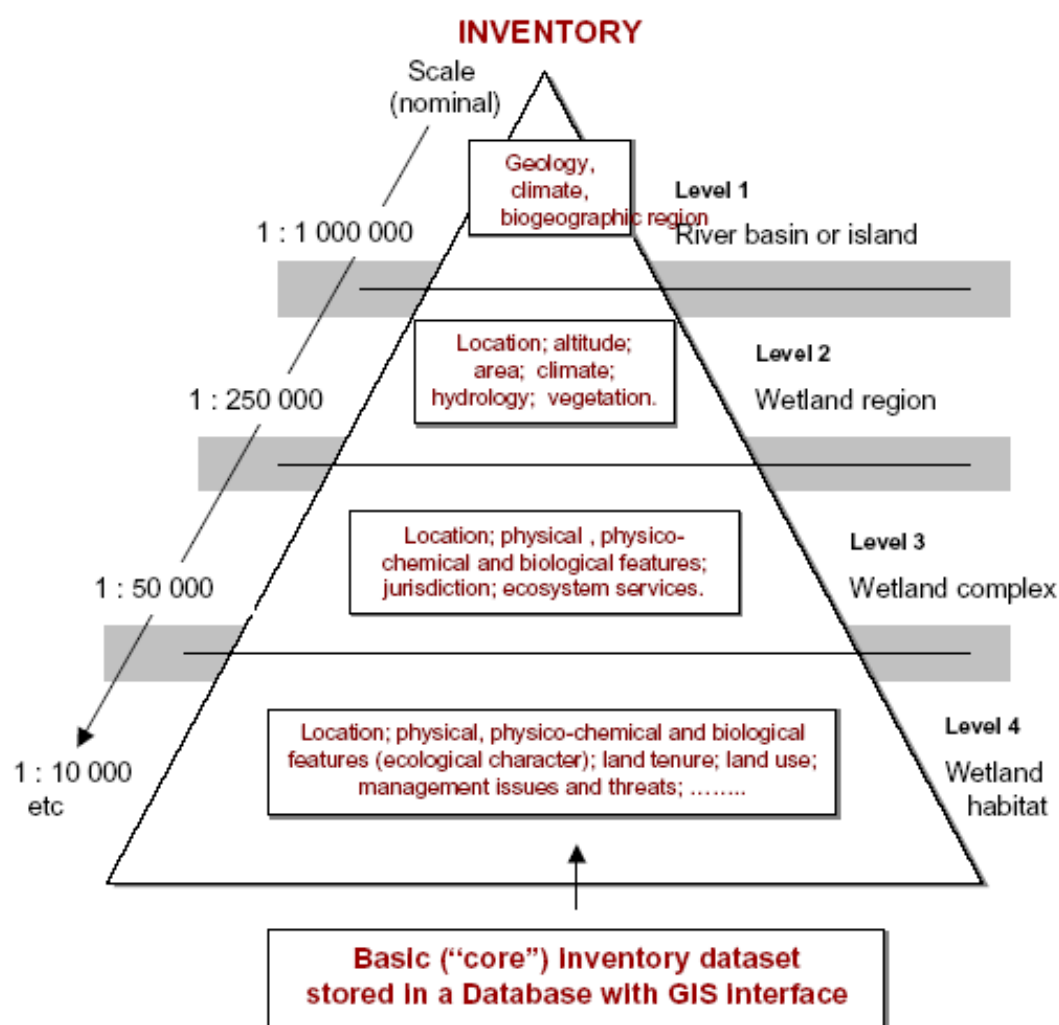 INVENTORY
Scale
(nominal)
Geology,
climate,
biogeographic region
Level 1
River basin or island
1 : 1 000 000
Location; altitude;
area; climate;
hydrology; vegetation.
Level 2
Wetland region
1 : 250 000
Location; physical , physico-
chemical and biological features;
jurisdiction; ecosystem services.
Level 3
Wetland complex
1 : 50 000
Location; physical, physico-chemical and biological
features (ecological character); land tenure; land use;
management issues and threats; ……..
Level 4
Wetland
habitat
1 : 10 000
etc
Basic (“core”) inventory dataset
stored in a Database with GIS interface